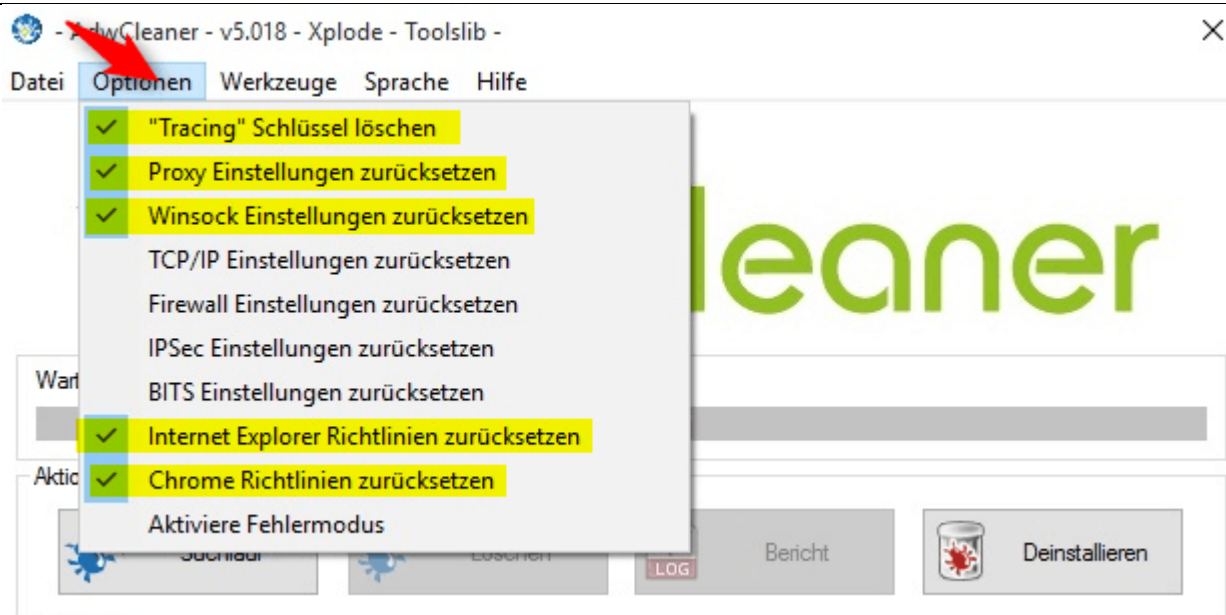 - AdwCleaner - v5.018 - Xplode - Toolslib -
Datei Optionen Werkzeuge Sprache Hilfe
"Tracing" Schlüssel löschen
Proxy Einstellungen zurücksetzen
Winsock Einstellungen zurücksetzen
TCP/IP Einstellungen zurücksetzen
Firewall Einstellungen zurücksetzen
IPSec Einstellungen zurücksetzen
BITS Einstellungen zurücksetzen
Internet Explorer Richtlinien zurücksetzen
Chrome Richtlinien zurücksetzen
Aktiviere Fehlermodus
leaner
Wart
Aktio
Suchlauf
Löschen
LOG
Bericht
Deinstallieren